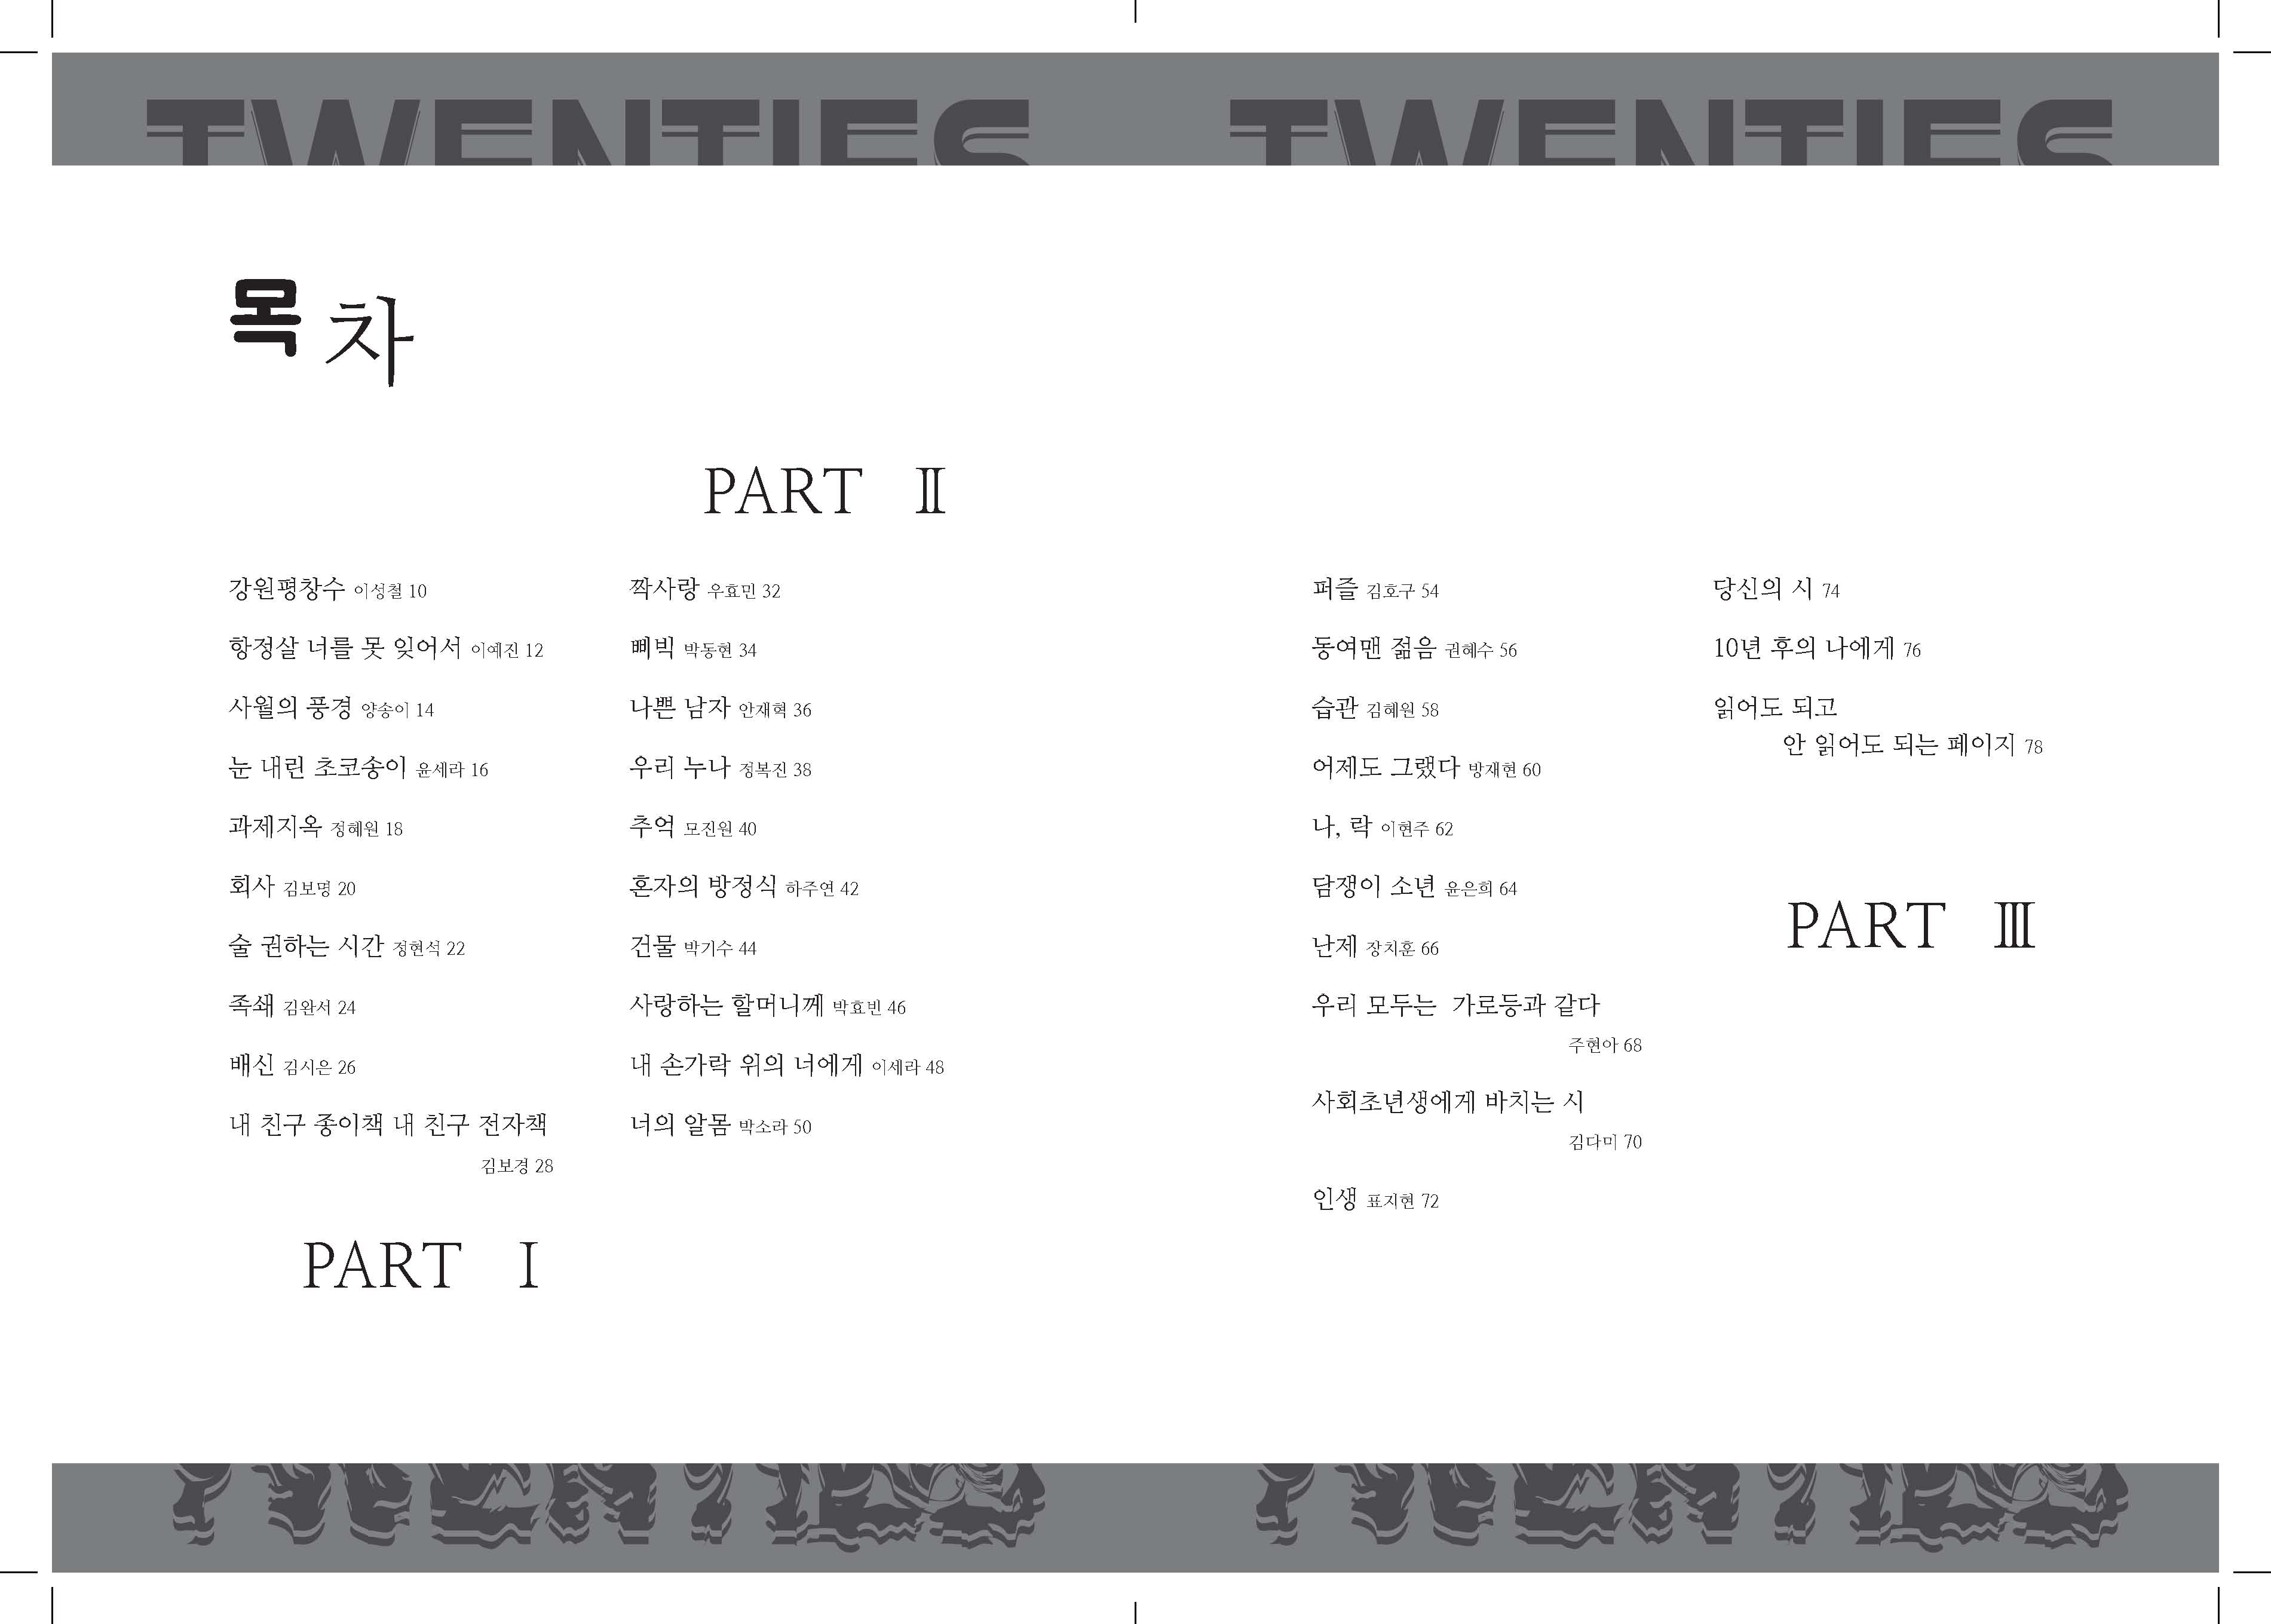 TWENTIES TWENTIES
목차
강원평창수 이성철 10
항정살 너를 못 잊어서 이예진 12
사월의 풍경 양송이 14
눈 내린 초코송이 윤세라 16
과제지옥 정혜원 18
회사 김보명 20
술 권하는 시간 정현석 22
족쇄 김완서 24
배신 김시은 26
내 친구 종이책 내 친구 전자책
김보경 28
PART Ⅰ
PART Ⅱ
짝사랑 우효민 32
삐빅 박동현 34
나쁜 남자 안재혁 36
우리 누나 정복진 38
추억 모진원 40
혼자의 방정식 하주연 42
건물 박기수 44
사랑하는 할머니께 박효빈 46
내 손가락 위의 너에게 이세라 48
너의 알몸 박소라 50
퍼즐 김호구 54
동여맨 젊음 권혜수 56
습관 김혜원 58
어제도 그랬다 방재현 60
나, 락 이현주 62
담쟁이 소년 윤은희 64
난제 장치훈 66
우리 모두는 가로등과 같다
주현아 68
사회초년생에게 바치는 시
김다미 70
인생 표지현 72
당신의 시 74
10년 후의 나에게 76
읽어도 되고
안 읽어도 되는 페이지 78
PART Ⅲ
TWENTIES TWENTIES